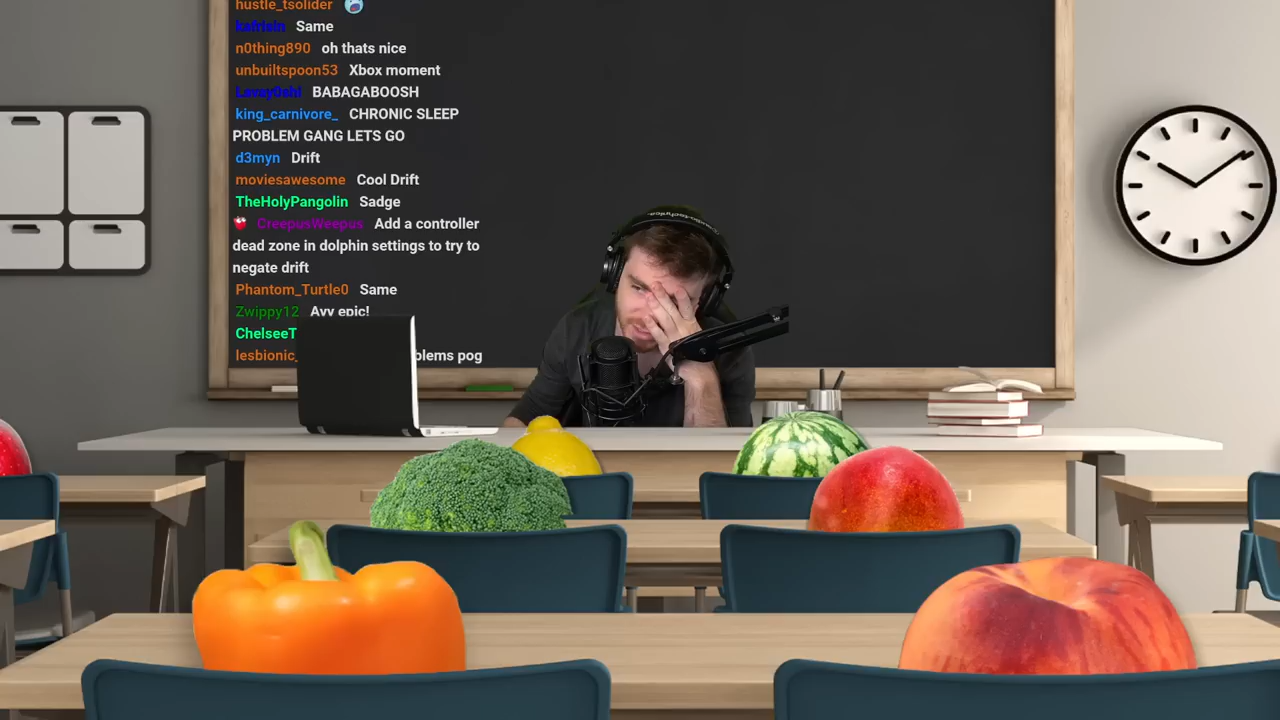 hustle_tsolider
kafrisin Same
n0thing890 oh thats nice
unbuiltspoon53 Xbox moment
BABAGABOOSH
king_carnivore_ CHRONIC SLEEP
PROBLEM GANG LETS GO
d3myn Drift
moviesawesome Cool Drift
TheHolyPangolin Sadge
CreepusWeepus Add a controller
dead zone in dolphin settings to try to
negate drift
Phantom_Turtle0 Same
Zwippy12 Ayy epic!
ChelseeT
lesbionic_ blems pog